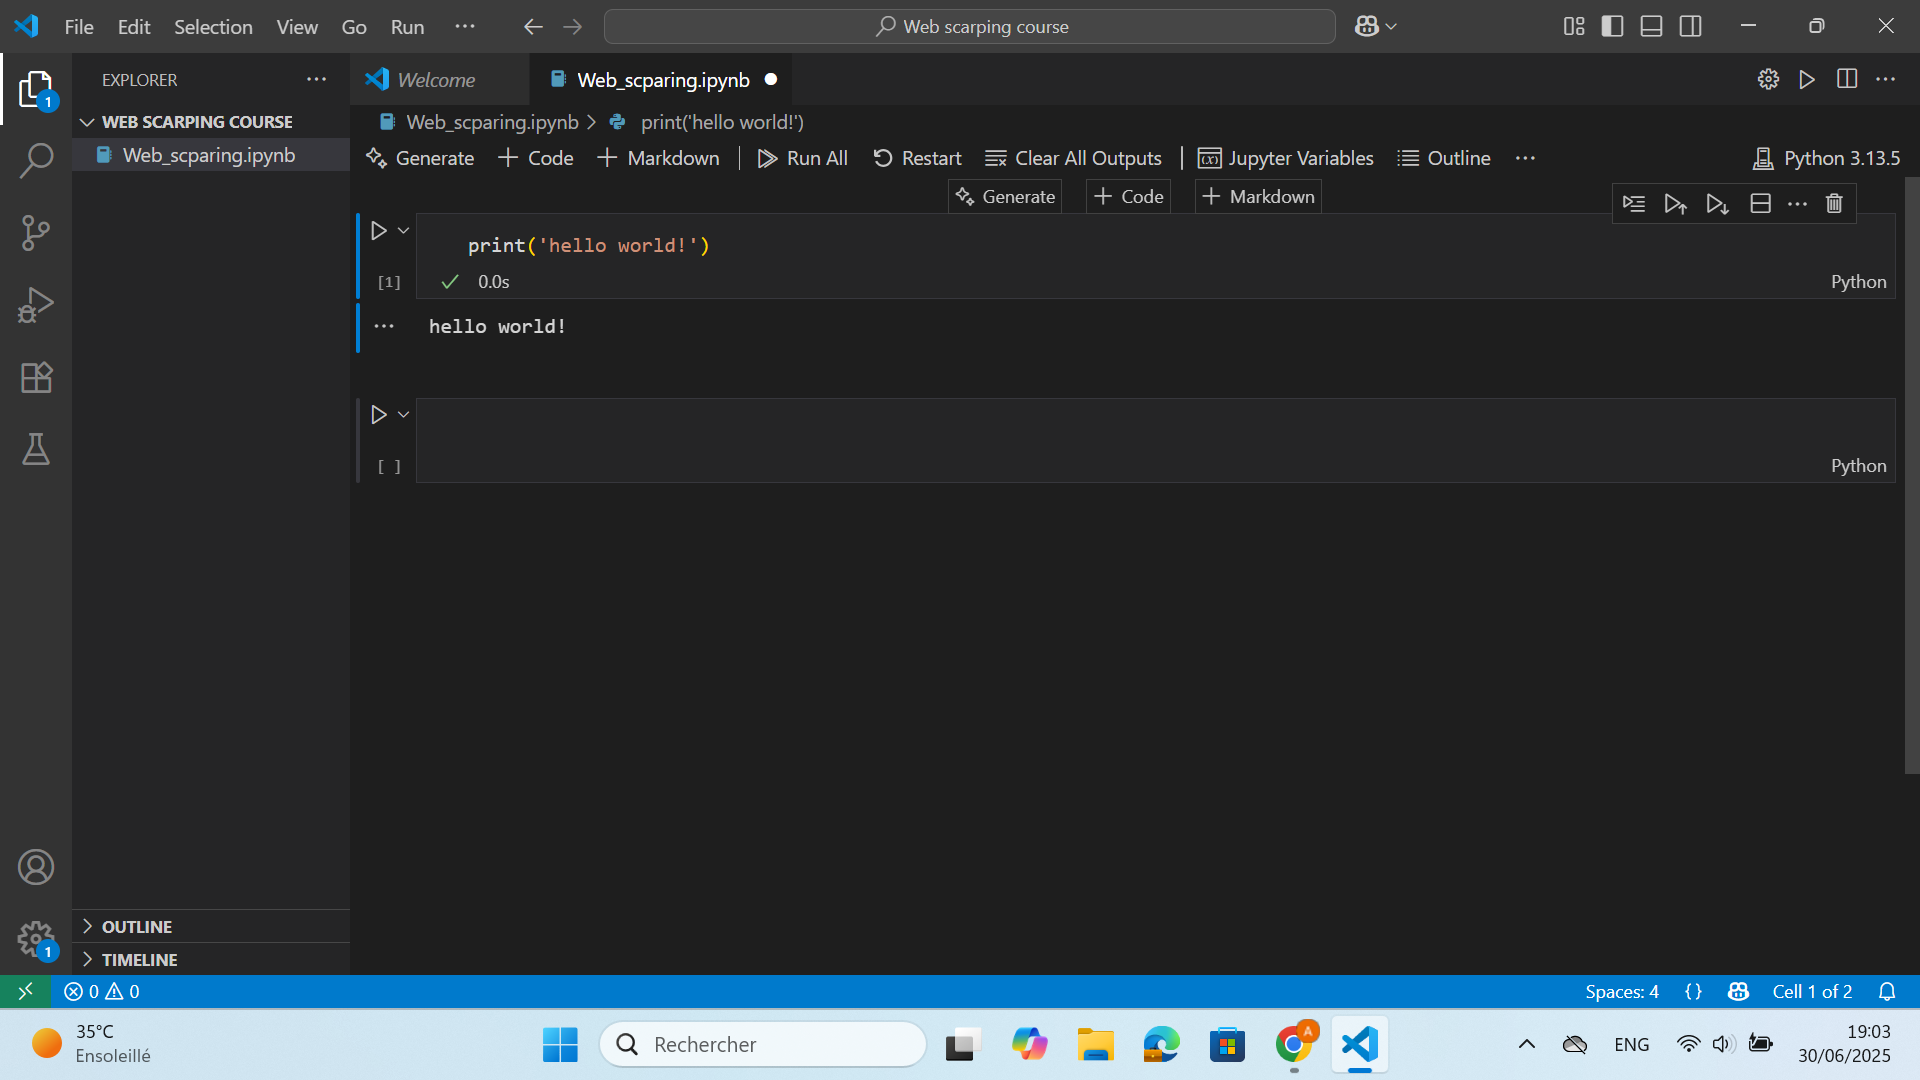 File Edit Selection View Go Run ··· Web scarping course
EXPLORER ···
Welcome
Web_scparing.ipynb
WEB SCARPING COURSE
Web_scparing.ipynb
Web_scparing.ipynb > print('hello world!')
Generate + Code + Markdown | Run All Restart Clear All Outputs | Jupyter Variables Outline ··· Python 3.13.5
Generate + Code + Markdown
print('hello world!')
[1] ✓ 0.0s Python
··· hello world!
[ ] Python
OUTLINE
TIMELINE
1
1
0 0 Spaces: 4 {} Cell 1 of 2
35°C
Ensoleillé
Rechercher
A
ENG
19:03
30/06/2025